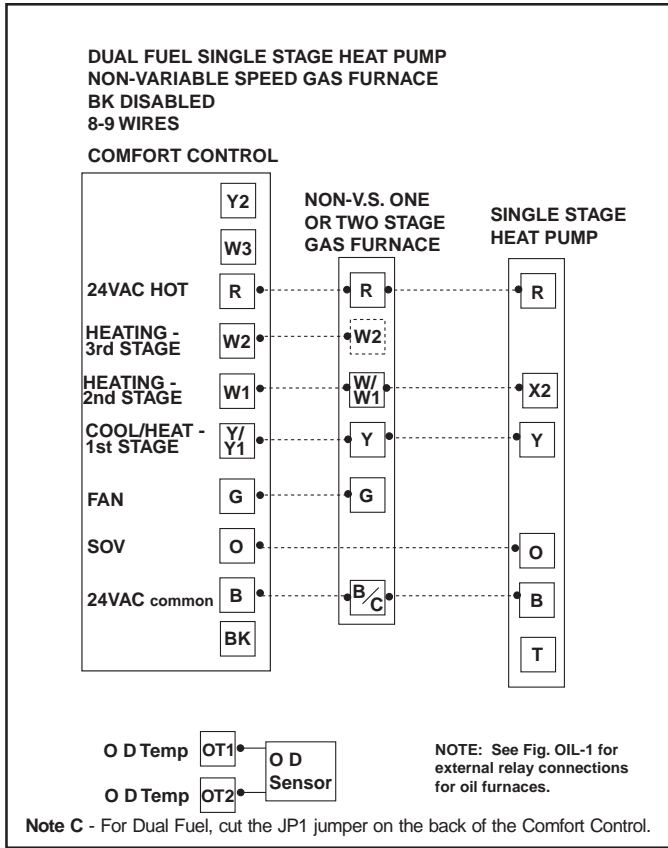 DUAL FUEL SINGLE STAGE HEAT PUMP
NON-VARIABLE SPEED GAS FURNACE
BK DISABLED
8-9 WIRES
COMFORT CONTROL
NON-V.S. ONE
OR TWO STAGE
GAS FURNACE
SINGLE STAGE
HEAT PUMP
Y2
W3
24VAC HOT R R R
HEATING -
3rd STAGE
W2 W2
HEATING -
2nd STAGE
W1 W/
W1
X2
COOL/HEAT -
1st STAGE
Y/
Y1
Y Y
FAN G G
SOV O O
24VAC common B B/C B
BK
T
O D Temp OT1
O D Temp OT2
O D
Sensor
NOTE: See Fig. OIL-1 for
external relay connections
for oil furnaces.
Note C - For Dual Fuel, cut the JP1 jumper on the back of the Comfort Control.